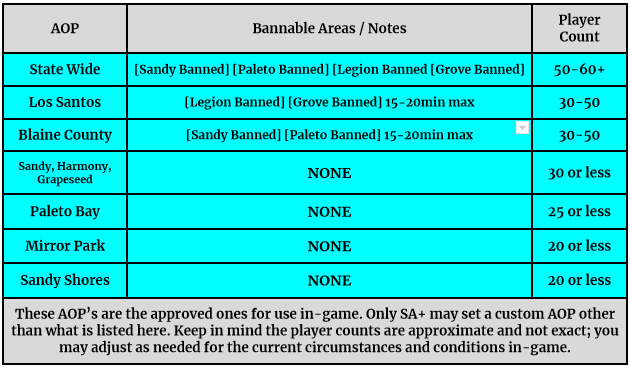 AOP Bannable Areas / Notes Player Count
State Wide [Sandy Banned] [Paleto Banned] [Legion Banned [Grove Banned] 50-60+
Los Santos [Legion Banned] [Grove Banned] 15-20min max 30-50
Blaine County [Sandy Banned] [Paleto Banned] 15-20min max 30-50
Sandy, Harmony, Grapeseed NONE 30 or less
Paleto Bay NONE 25 or less
Mirror Park NONE 20 or less
Sandy Shores NONE 20 or less
These AOP’s are the approved ones for use in-game. Only SA+ may set a custom AOP other
than what is listed here. Keep in mind the player counts are approximate and not exact; you
may adjust as needed for the current circumstances and conditions in-game.